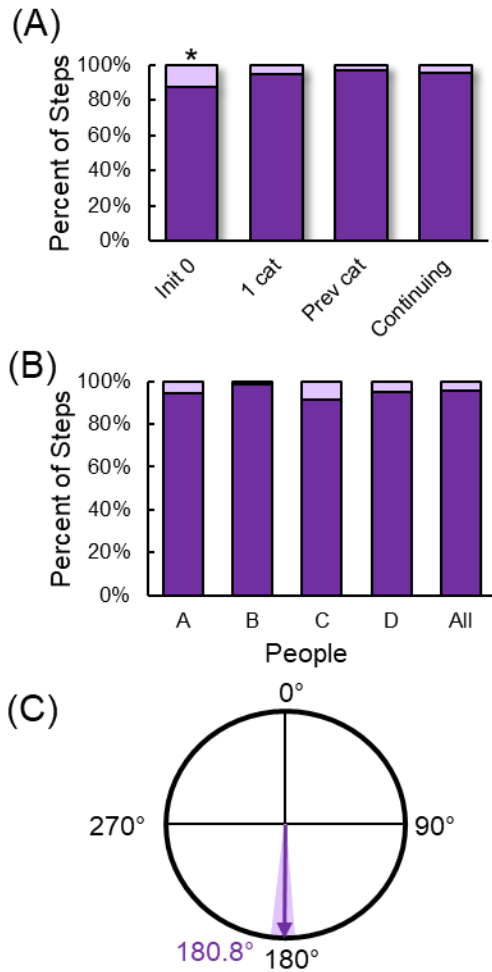 (A)
*
Percent of Steps
100%
80%
60%
40%
20%
0%
Init 0
1 cat
Prev cat
Continuing
(B)
Percent of Steps
100%
80%
60%
40%
20%
0%
A B C D All
People
(C)
0°
270° 90°
180.8° 180°